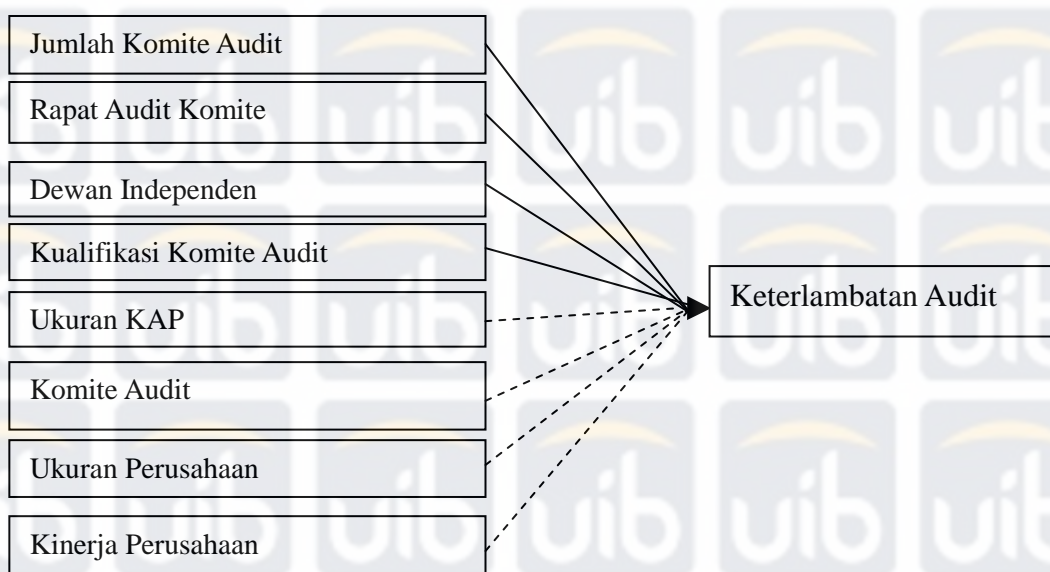 Jumlah Komite Audit
Rapat Audit Komite
Dewan Independen
Kualifikasi Komite Audit
Ukuran KAP
Komite Audit
Ukuran Perusahaan
Kinerja Perusahaan
Keterlambatan Audit